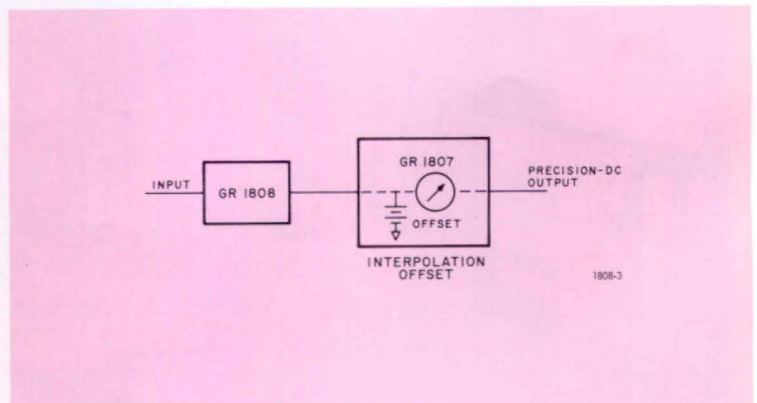 INPUT
GR 1808
GR 1807
OFFSET
PRECISION-DC
OUTPUT
INTERPOLATION
OFFSET
1808-3